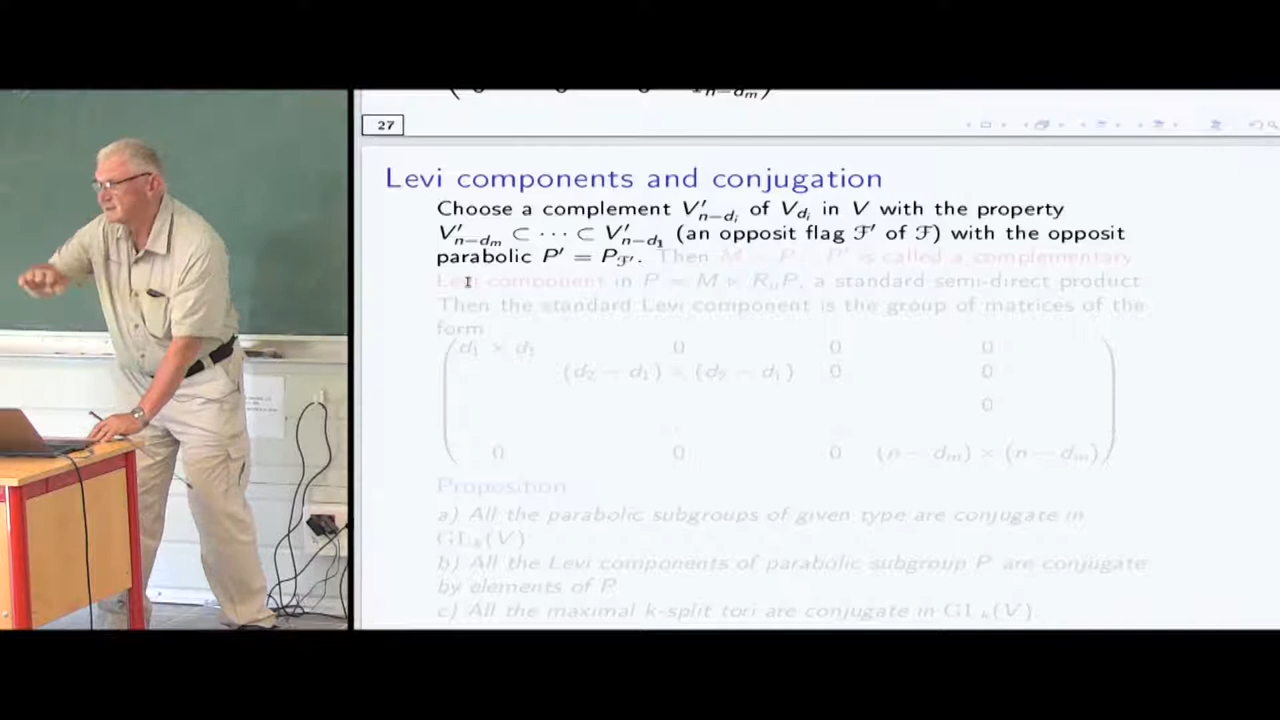 27
Levi components and conjugation
Choose a complement V′_{n−d_i} of V_{d_i} in V with the property
V′_{n−d_m} ⊂ ⋯ ⊂ V′_{n−d_1} (an opposit flag ℱ′ of ℱ) with the opposit
parabolic P′ = P_{ℱ′}. Then M = P ∩ P′ is called a complementary
Levi component in P = M ⋉ R_u P, a standard semi-direct product
Then the standard Levi component is the group of matrices of the
form
d_1 × d_1 0 0 0
(d_2 − d_1) × (d_2 − d_1) 0 0
0
0 0 0 (n − d_m) × (n − d_m)
Proposition
a) All the parabolic subgroups of given type are conjugate in
GL_k(V)
b) All the Levi components of parabolic subgroup P are conjugate
by elements of P.
c) All the maximal k-split tori are conjugate in GL_k(V).